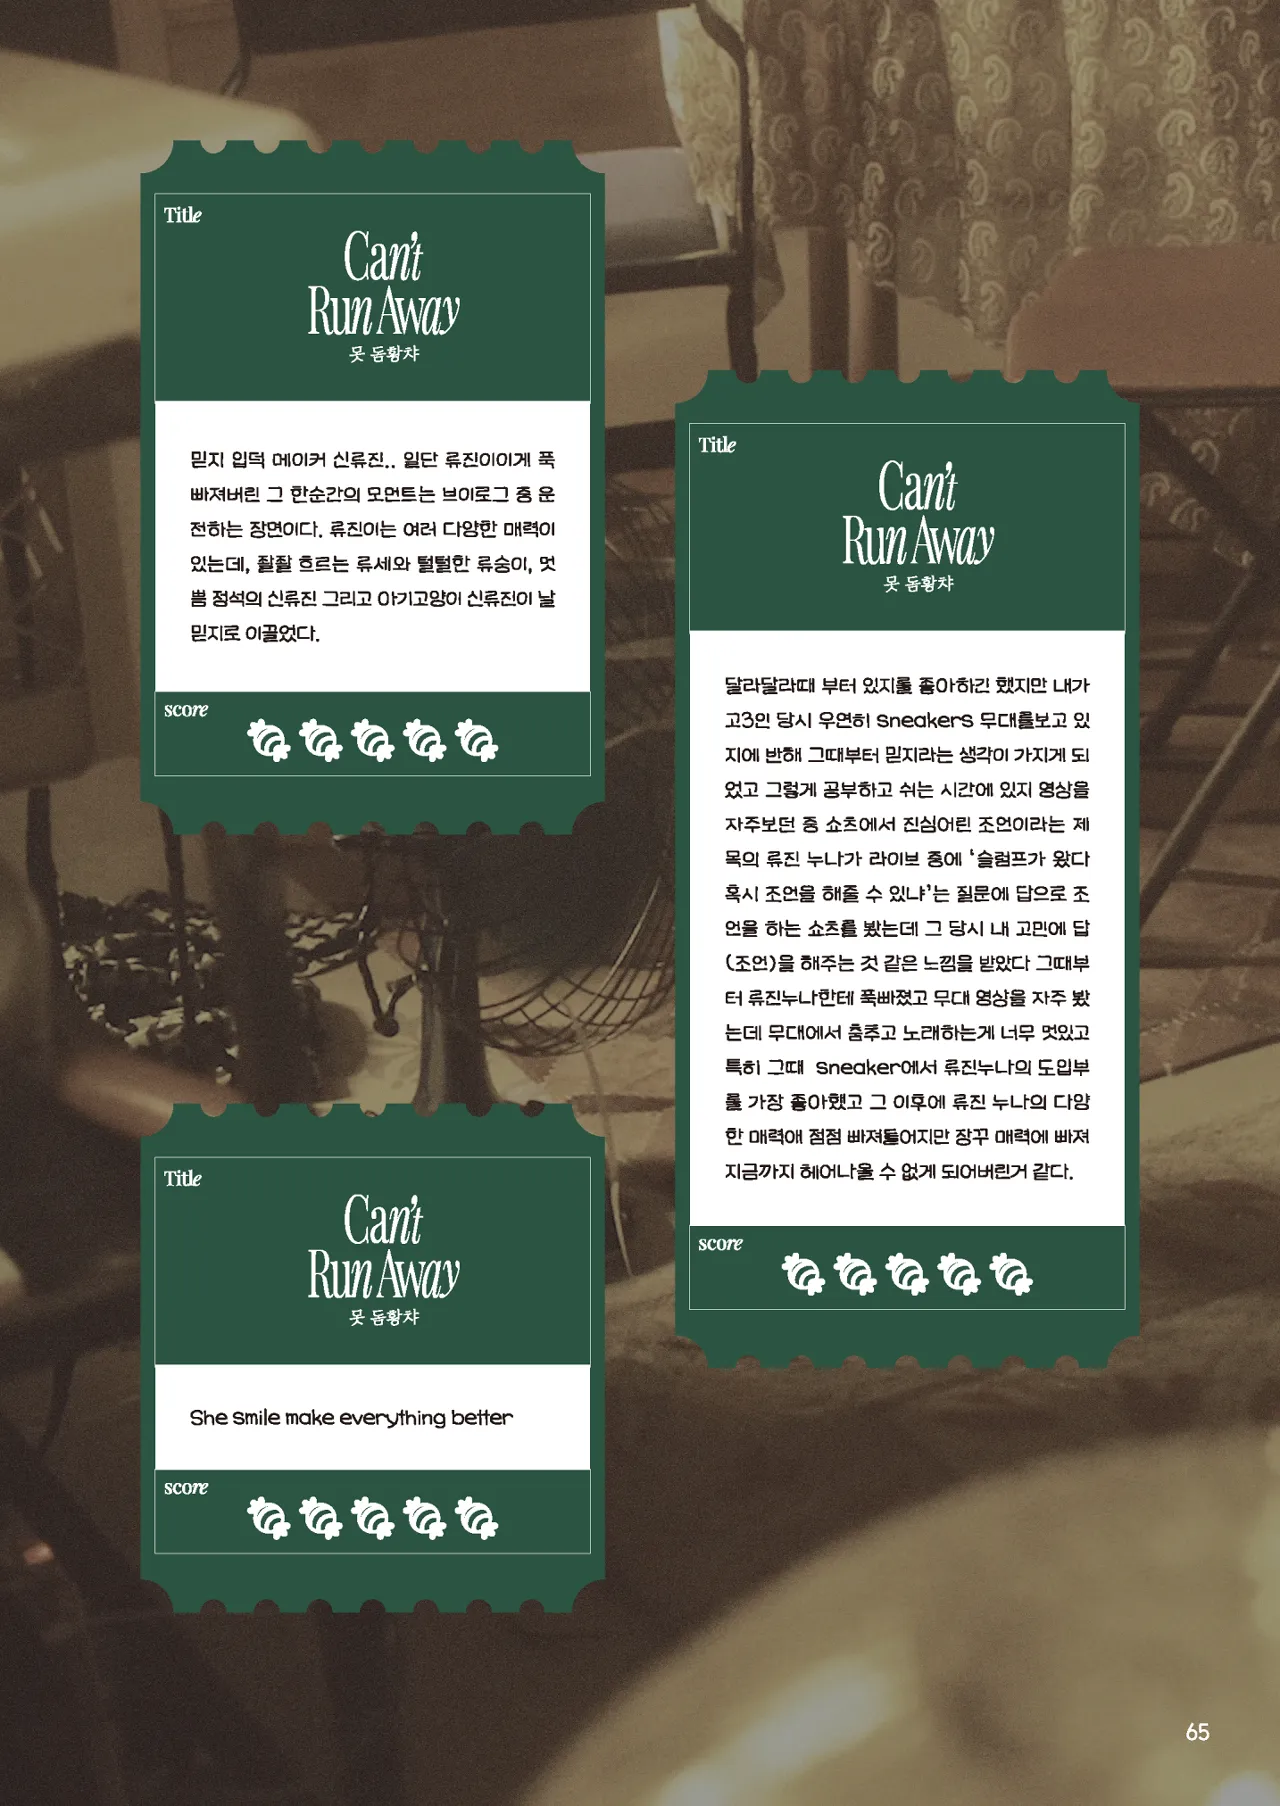 Title
Can't
Run Away
못 돔황챠
믿지 입덕 메이커 신류진.. 일단 류진이이게 푹
빠져버린 그 한순간의 모먼트는 브이로그 중 운
전하는 장면이다. 류진이는 여러 다양한 매력이
있는데, 좔좔 흐르는 류세와 털털한 류숭이, 멋
쁨 정석의 신류진 그리고 아기고양이 신류진이 날
믿지로 이끌었다.
score
Title
Can't
Run Away
못 돔황챠
She smile make everything better
score
Title
Can't
Run Away
못 돔황챠
달라달라때 부터 있지를 좋아하긴 했지만 내가
고3인 당시 우연히 sneakers 무대를보고 있
지에 반해 그때부터 믿지라는 생각이 가지게 되
었고 그렇게 공부하고 쉬는 시간에 있지 영상을
자주보던 중 쇼츠에서 진심어린 조언이라는 제
목의 류진 누나가 라이브 중에 ‘슬럼프가 왔다
혹시 조언을 해줄 수 있냐’는 질문에 답으로 조
언을 하는 쇼츠를 봤는데 그 당시 내 고민에 답
(조언)을 해주는 것 같은 느낌을 받았다 그때부
터 류진누나한테 푹빠졌고 무대 영상을 자주 봤
는데 무대에서 춤추고 노래하는게 너무 멋있고
특히 그때 sneaker에서 류진누나의 도입부
를 가장 좋아했고 그 이후에 류진 누나의 다양
한 매력애 점점 빠져들어지만 장꾸 매력에 빠져
지금까지 헤어나올 수 없게 되어버린거 같다.
score
65